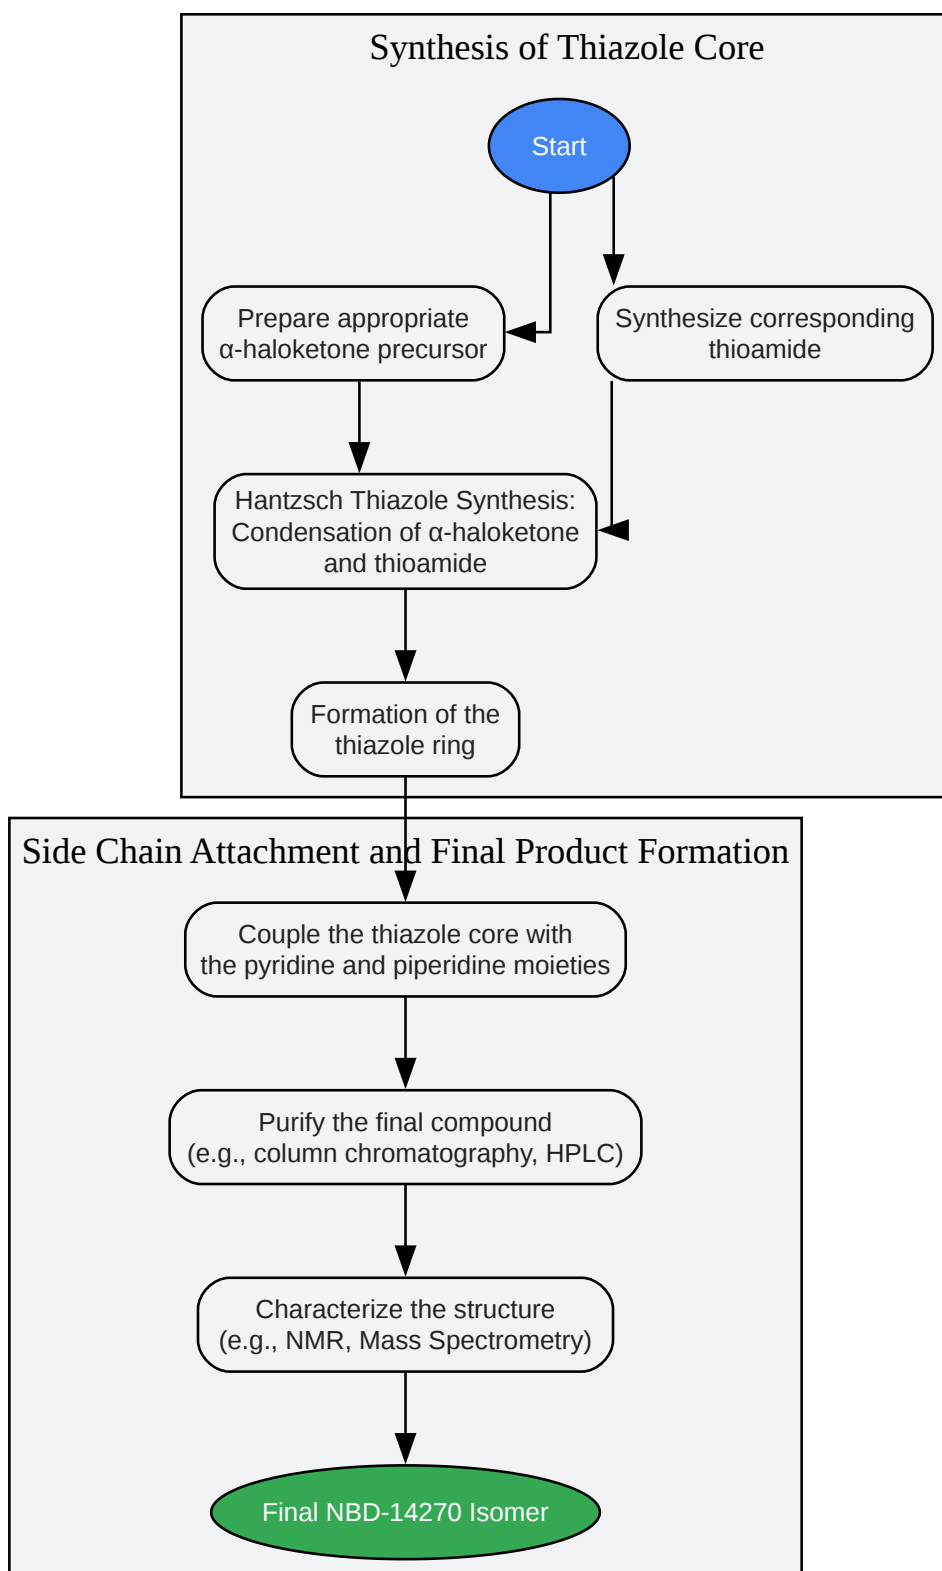 Synthesis of Thiazole Core
Start
Prepare appropriate
α-haloketone precursor
Synthesize corresponding
thioamide
Hantzsch Thiazole Synthesis:
Condensation of α-haloketone
and thioamide
Formation of the
thiazole ring
Side Chain Attachment and Final Product Formation
Couple the thiazole core with
the pyridine and piperidine moieties
Purify the final compound
(e.g., column chromatography, HPLC)
Characterize the structure
(e.g., NMR, Mass Spectrometry)
Final NBD-14270 Isomer